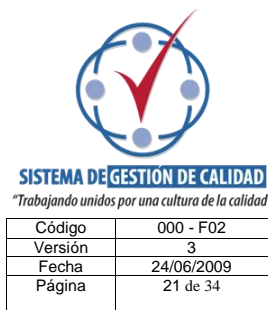 SISTEMA DE GESTIÓN DE CALIDAD
"Trabajando unidos por una cultura de la calidad
Código 000 - F02
Versión 3
Fecha 24/06/2009
Página 21 de 34